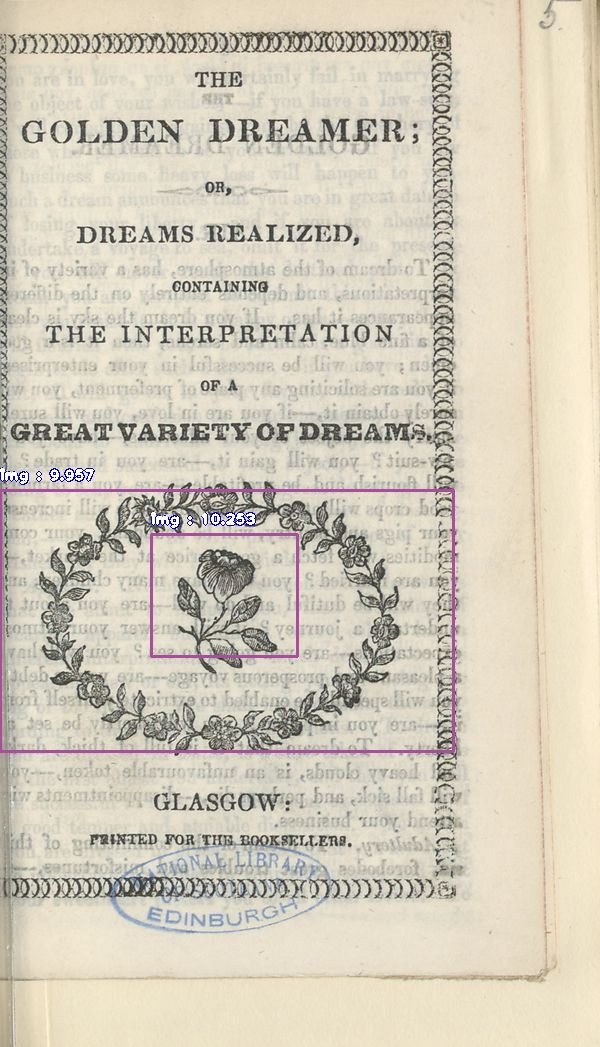 5.
THE
GOLDEN DREAMER;
OR,
DREAMS REALIZED,
CONTAINING
THE INTERPRETATION
OF A
GREAT VARIETY OF DREAMS.
Img : 9.957
Img : 10.253
GLASGOW:
PRINTED FOR THE BOOKSELLERS.
NATIONAL LIBRARY
EDINBURGH